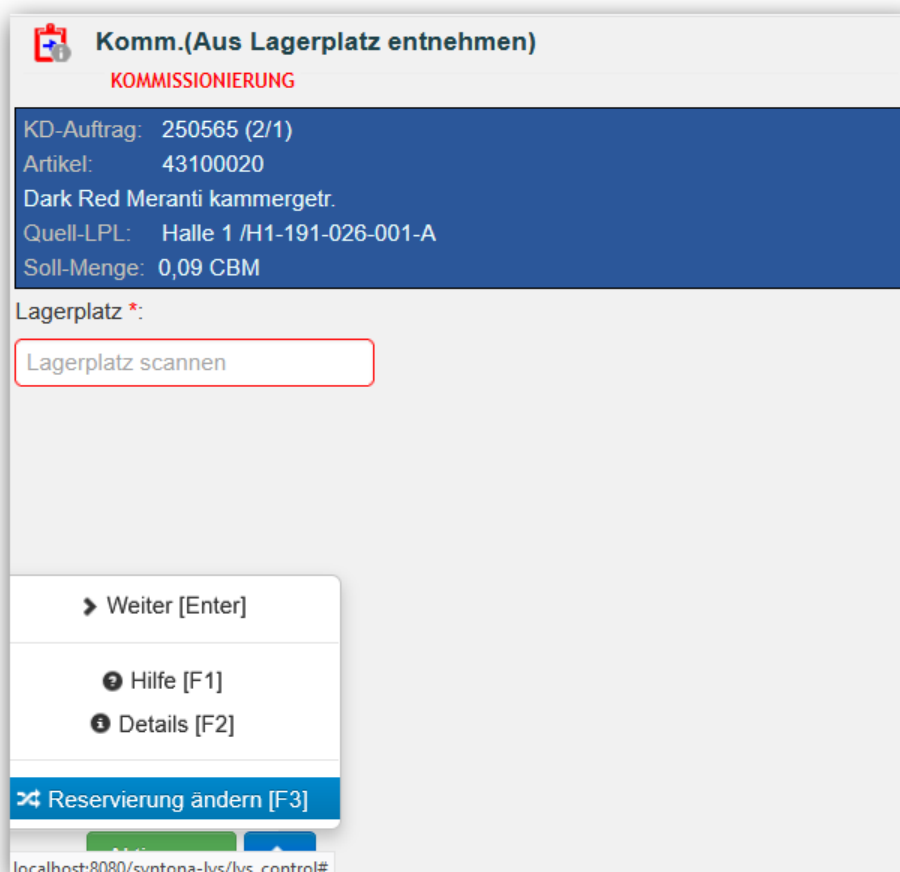 Komm.(Aus Lagerplatz entnehmen)
KOMMISSIONIERUNG
KD-Auftrag: 250565 (2/1)
Artikel: 43100020
Dark Red Meranti kammergetr.
Quell-LPL: Halle 1 /H1-191-026-001-A
Soll-Menge: 0,09 CBM
Lagerplatz *:
Lagerplatz scannen
Weiter [Enter]
Hilfe [F1]
Details [F2]
Reservierung ändern [F3]
localhost:8080/syntona-lvs/lvs_control#